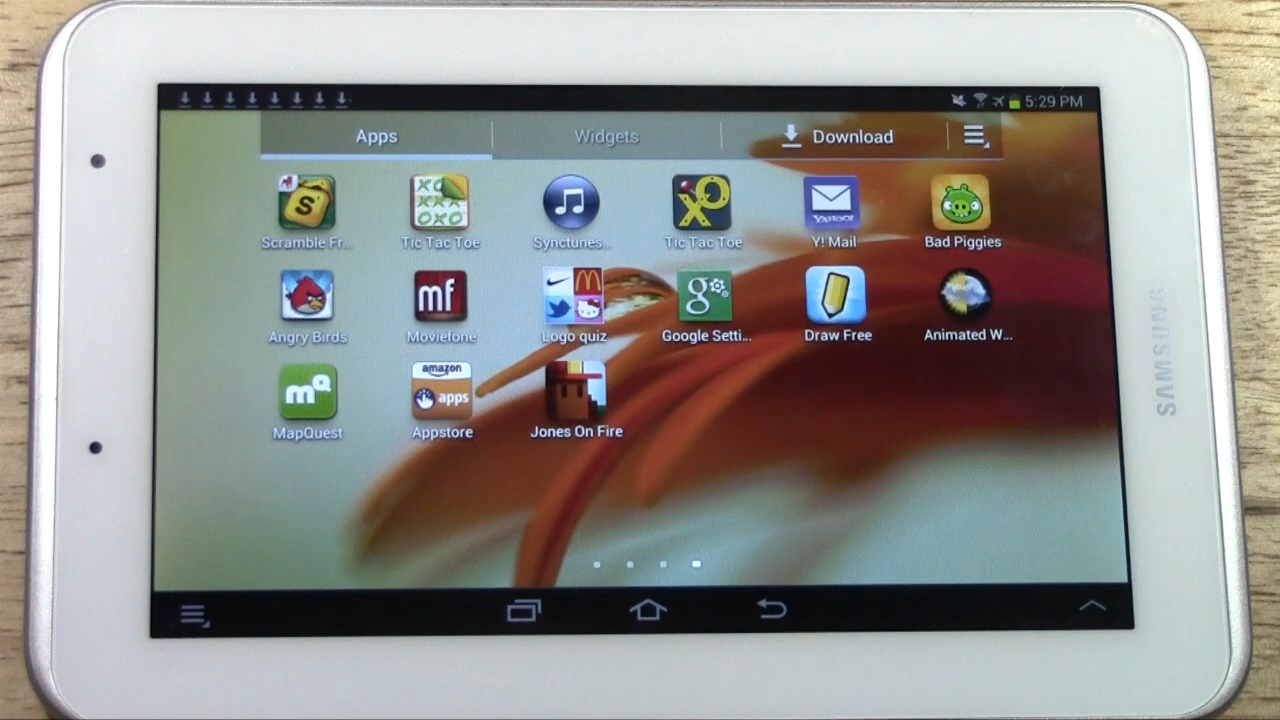 5:29 PM
Apps Widgets Download
Scramble Fr... Tic Tac Toe Synctunes... Tic Tac Toe Y! Mail Bad Piggies
Angry Birds Moviefone Logo quiz Google Setti... Draw Free Animated W...
MapQuest Appstore Jones On Fire
S
XO
YAHOO!
mf
g
mQ
amazon
apps
SAMSUNG